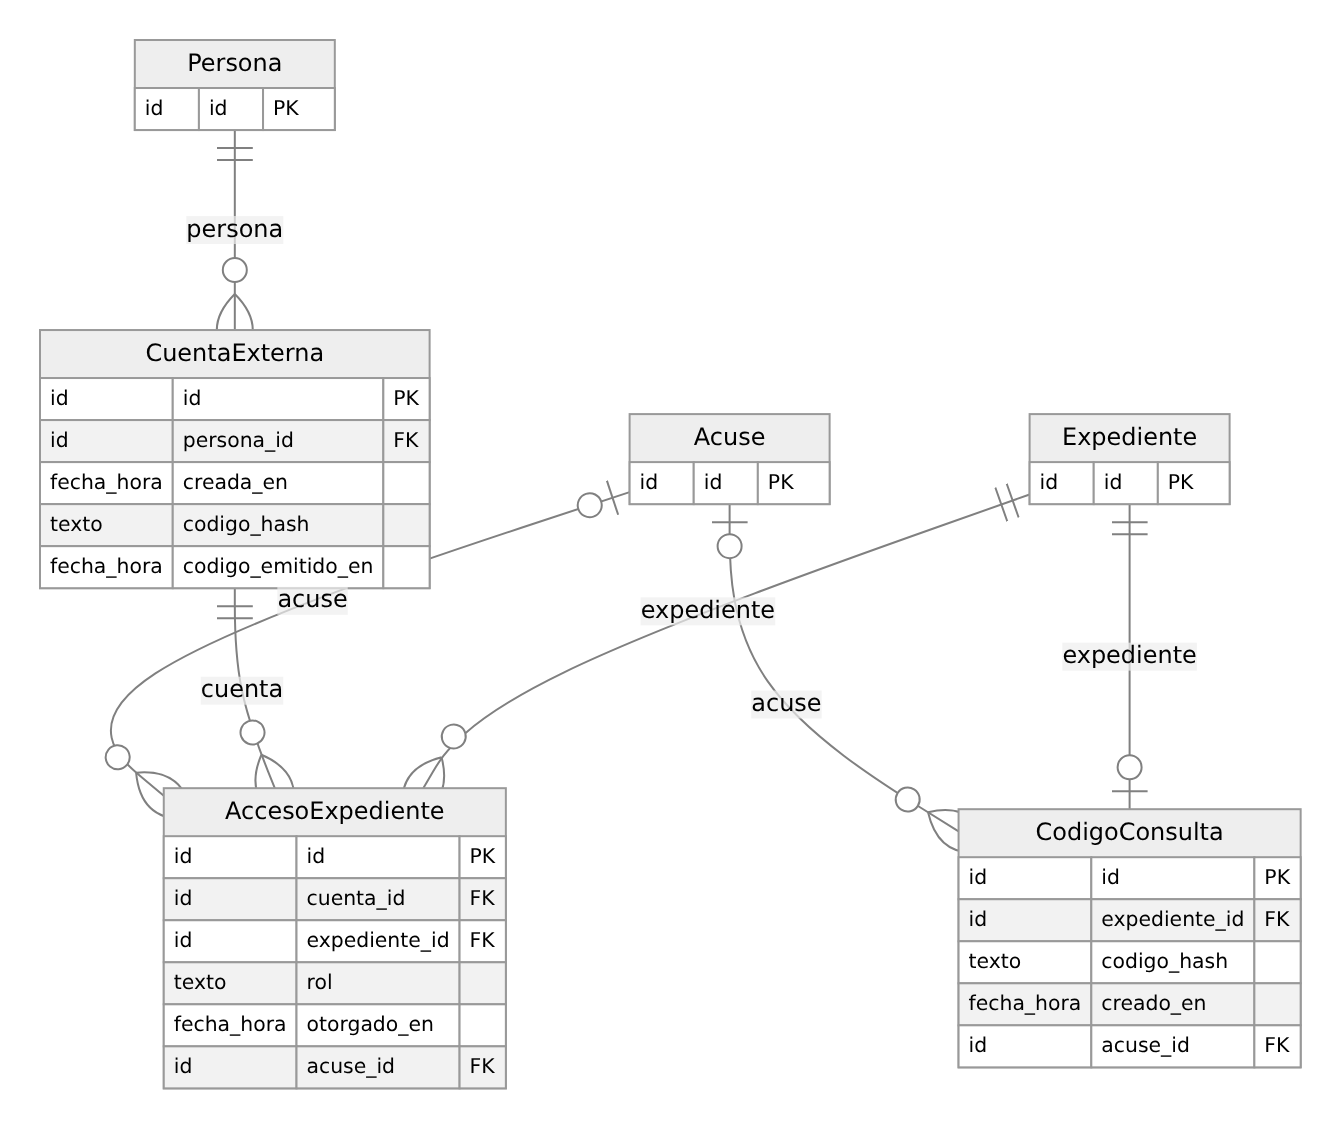 Persona
id id PK
persona
CuentaExterna
id id PK
id persona_id FK
fecha_hora creada_en
texto codigo_hash
fecha_hora codigo_emitido_en
Acuse
id id PK
Expediente
id id PK
acuse
cuenta
expediente
acuse
expediente
AccesoExpediente
id id PK
id cuenta_id FK
id expediente_id FK
texto rol
fecha_hora otorgado_en
id acuse_id FK
CodigoConsulta
id id PK
id expediente_id FK
texto codigo_hash
fecha_hora creado_en
id acuse_id FK